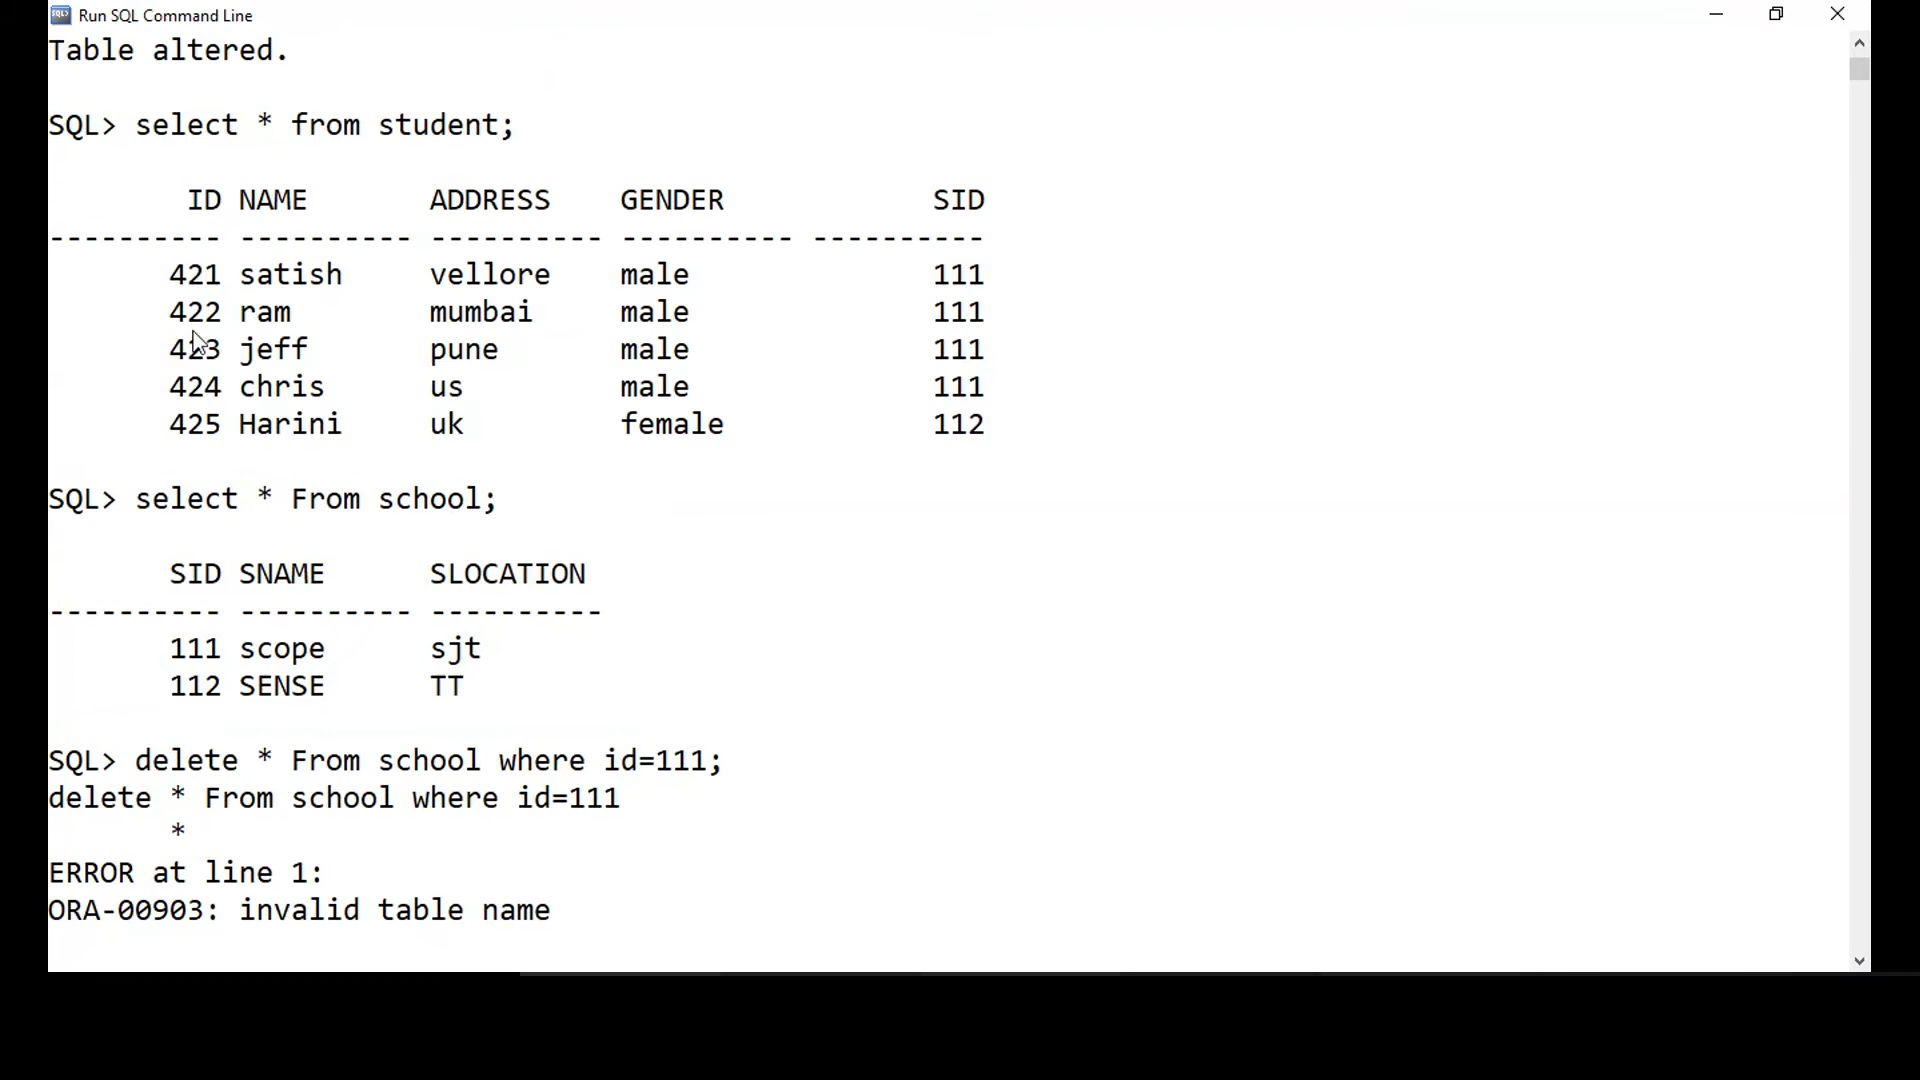 Run SQL Command Line
Table altered.
SQL> select * from student;
        ID NAME       ADDRESS    GENDER            SID
---------- ---------- ---------- ---------- ----------
       421 satish     vellore    male              111
       422 ram        mumbai     male              111
       423 jeff       pune       male              111
       424 chris      us         male              111
       425 Harini     uk         female            112
SQL> select * From school;
       SID SNAME      SLOCATION
---------- ---------- ----------
       111 scope      sjt
       112 SENSE      TT
SQL> delete * From school where id=111;
delete * From school where id=111
       *
ERROR at line 1:
ORA-00903: invalid table name